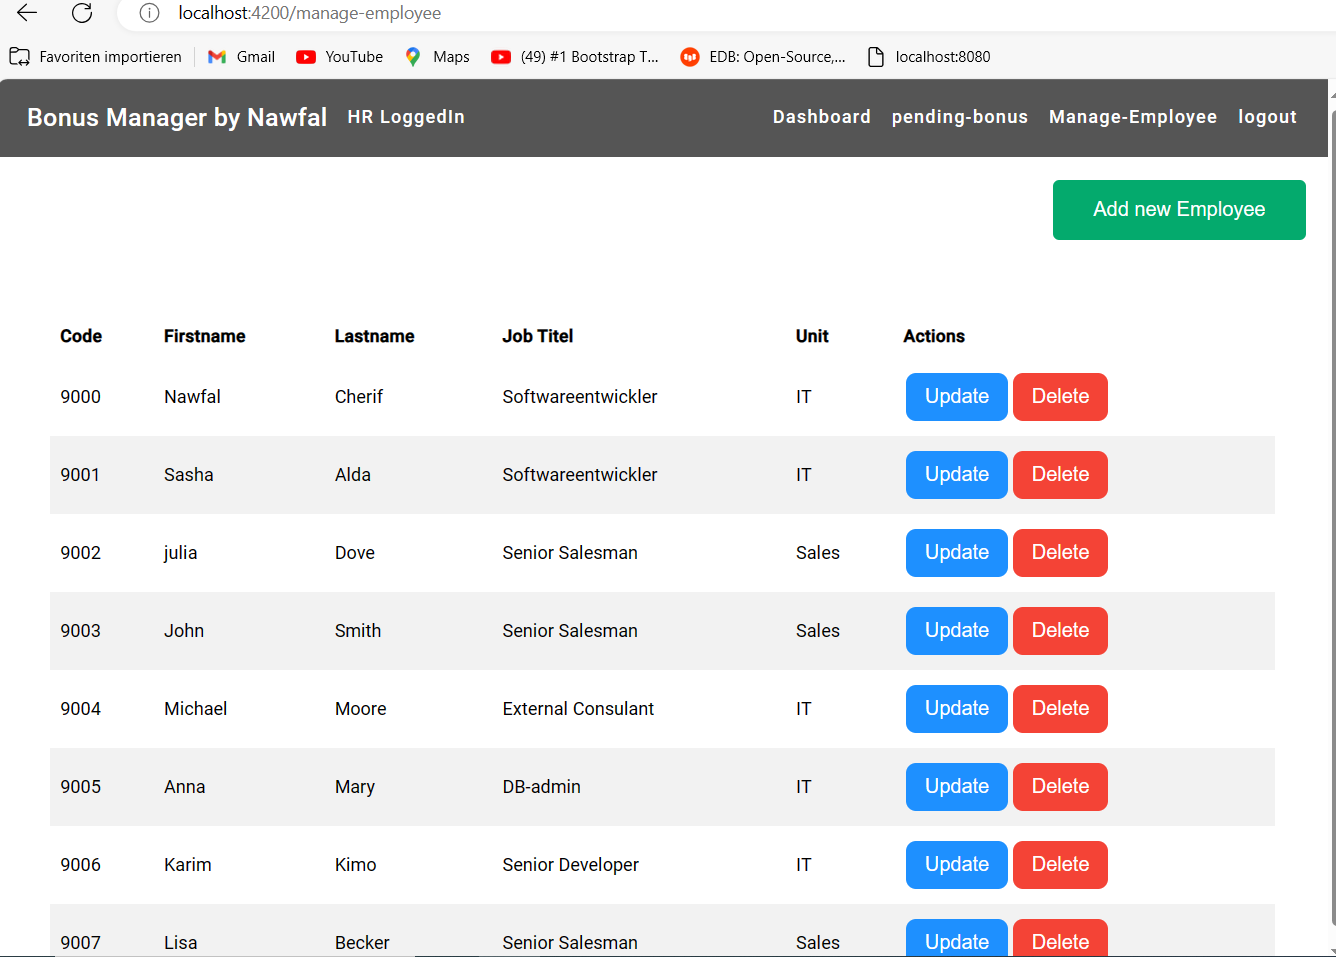 localhost:4200/manage-employee
Favoriten importieren Gmail YouTube Maps (49) #1 Bootstrap T... EDB: Open-Source,... localhost:8080
Bonus Manager by Nawfal HR LoggedIn Dashboard pending-bonus Manage-Employee logout
Add new Employee
Code Firstname Lastname Job Titel Unit Actions
9000 Nawfal Cherif Softwareentwickler IT Update Delete
9001 Sasha Alda Softwareentwickler IT Update Delete
9002 julia Dove Senior Salesman Sales Update Delete
9003 John Smith Senior Salesman Sales Update Delete
9004 Michael Moore External Consulant IT Update Delete
9005 Anna Mary DB-admin IT Update Delete
9006 Karim Kimo Senior Developer IT Update Delete
9007 Lisa Becker Senior Salesman Sales Update Delete